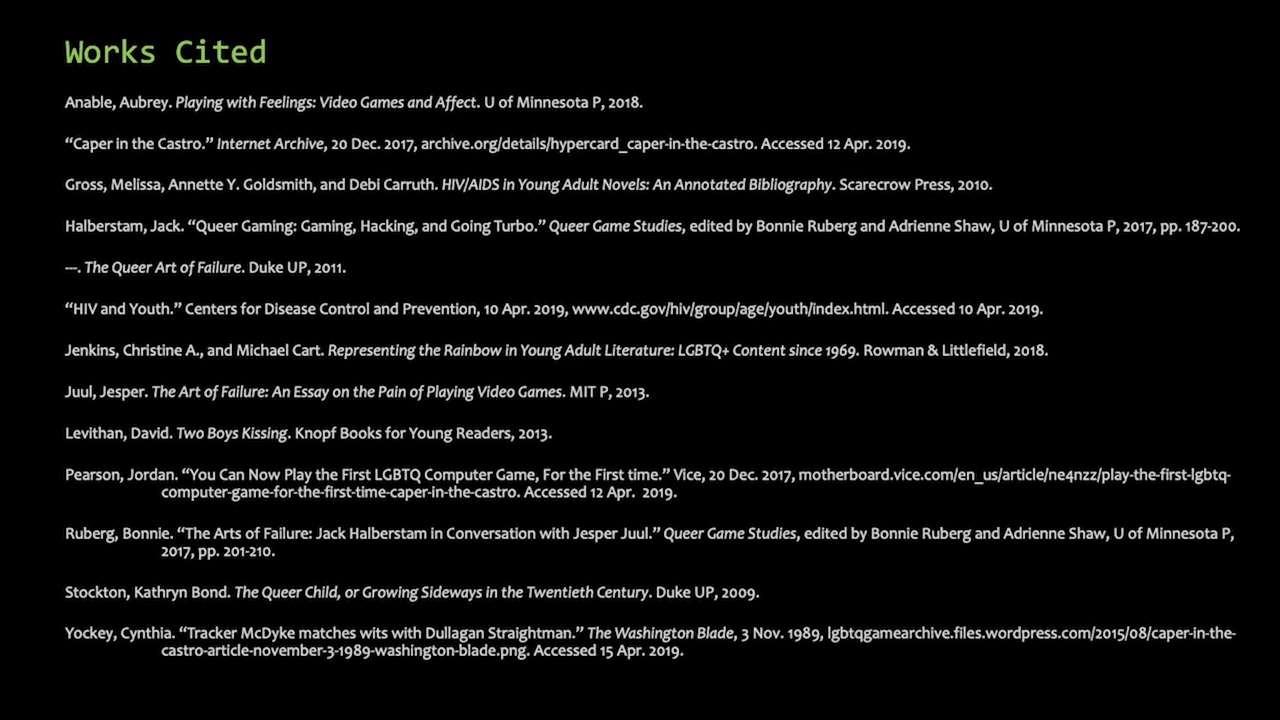 Works Cited
Anable, Aubrey. Playing with Feelings: Video Games and Affect. U of Minnesota P, 2018.
“Caper in the Castro.” Internet Archive, 20 Dec. 2017, archive.org/details/hypercard_caper-in-the-castro. Accessed 12 Apr. 2019.
Gross, Melissa, Annette Y. Goldsmith, and Debi Carruth. HIV/AIDS in Young Adult Novels: An Annotated Bibliography. Scarecrow Press, 2010.
Halberstam, Jack. “Queer Gaming: Gaming, Hacking, and Going Turbo.” Queer Game Studies, edited by Bonnie Ruberg and Adrienne Shaw, U of Minnesota P, 2017, pp. 187-200.
---. The Queer Art of Failure. Duke UP, 2011.
“HIV and Youth.” Centers for Disease Control and Prevention, 10 Apr. 2019, www.cdc.gov/hiv/group/age/youth/index.html. Accessed 10 Apr. 2019.
Jenkins, Christine A., and Michael Cart. Representing the Rainbow in Young Adult Literature: LGBTQ+ Content since 1969. Rowman & Littlefield, 2018.
Juul, Jesper. The Art of Failure: An Essay on the Pain of Playing Video Games. MIT P, 2013.
Levithan, David. Two Boys Kissing. Knopf Books for Young Readers, 2013.
Pearson, Jordan. “You Can Now Play the First LGBTQ Computer Game, For the First time.” Vice, 20 Dec. 2017, motherboard.vice.com/en_us/article/ne4nzz/play-the-first-lgbtq-
computer-game-for-the-first-time-caper-in-the-castro. Accessed 12 Apr. 2019.
Ruberg, Bonnie. “The Arts of Failure: Jack Halberstam in Conversation with Jesper Juul.” Queer Game Studies, edited by Bonnie Ruberg and Adrienne Shaw, U of Minnesota P,
2017, pp. 201-210.
Stockton, Kathryn Bond. The Queer Child, or Growing Sideways in the Twentieth Century. Duke UP, 2009.
Yockey, Cynthia. “Tracker McDyke matches wits with Dullagan Straightman.” The Washington Blade, 3 Nov. 1989, lgbtqgamearchive.files.wordpress.com/2015/08/caper-in-the-
castro-article-november-3-1989-washington-blade.png. Accessed 15 Apr. 2019.